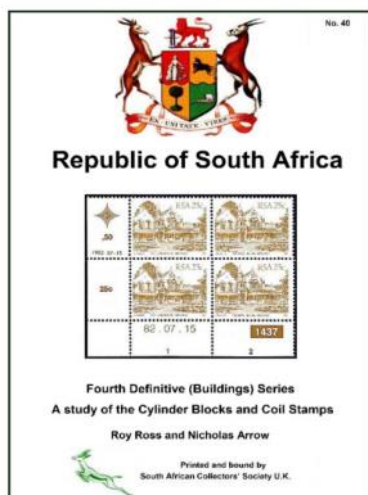 No. 40
EX UNITATE VIRES
Republic of South Africa
RSA 25c RSA 25c
,50
1982.07.15
RSA 25c RSA 25c
25c
82.07.15
1437
1 2
Fourth Definitive (Buildings) Series
A study of the Cylinder Blocks and Coil Stamps
Roy Ross and Nicholas Arrow
Printed and bound by
South African Collectors' Society U.K.